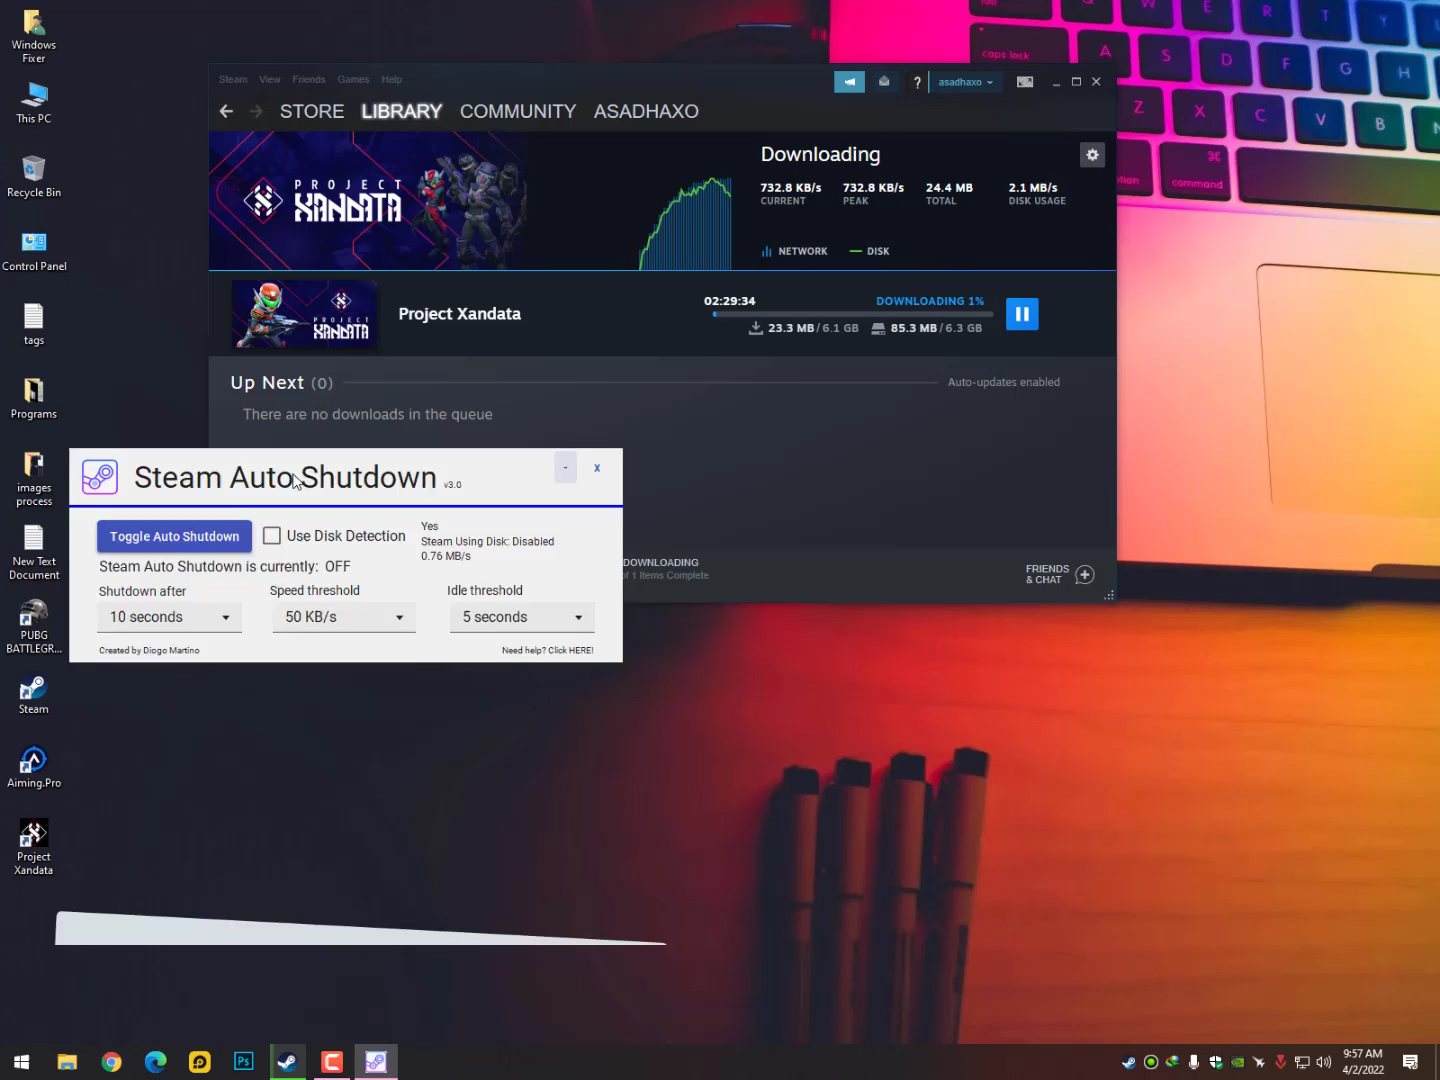 Windows
Fixer
This PC
Recycle Bin
Control Panel
tags
Programs
images
process
New Text
Document
PUBG
BATTLEGR...
Steam
Aiming.Pro
Project
Xandata
Steam View Friends Games Help
? asadhaxo
STORE LIBRARY COMMUNITY ASADHAXO
PROJECT
XANDATA
Downloading
732.8 KB/s 732.8 KB/s 24.4 MB 2.1 MB/s
CURRENT PEAK TOTAL DISK USAGE
NETWORK DISK
PROJECT
XANDATA
Project Xandata
02:29:34 DOWNLOADING 1%
23.3 MB / 6.1 GB 85.3 MB / 6.3 GB
Up Next (0) Auto-updates enabled
There are no downloads in the queue
DOWNLOADING
of 1 Items Complete
FRIENDS
& CHAT
Steam Auto Shutdown v3.0
- x
Toggle Auto Shutdown
Use Disk Detection
Yes
Steam Using Disk: Disabled
0.76 MB/s
Steam Auto Shutdown is currently: OFF
Shutdown after Speed threshold Idle threshold
10 seconds 50 KB/s 5 seconds
Created by Diogo Martino Need help? Click HERE!
caps lock
A S D F G H
Z X C V B N
command
W E R T Y
Ps
9:57 AM
4/2/2022